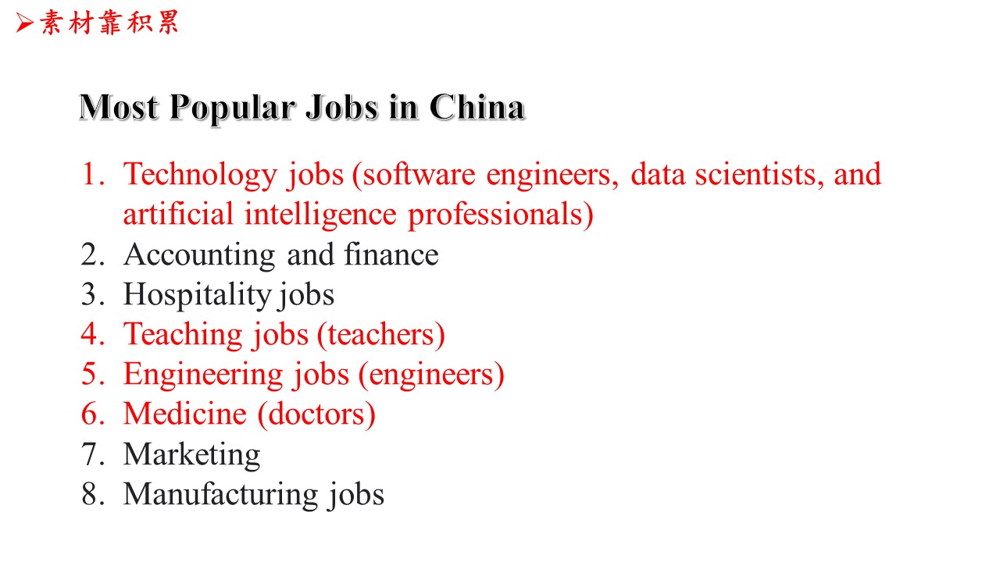 ➢素材靠积累
Most Popular Jobs in China
1. Technology jobs (software engineers, data scientists, and
artificial intelligence professionals)
2. Accounting and finance
3. Hospitality jobs
4. Teaching jobs (teachers)
5. Engineering jobs (engineers)
6. Medicine (doctors)
7. Marketing
8. Manufacturing jobs